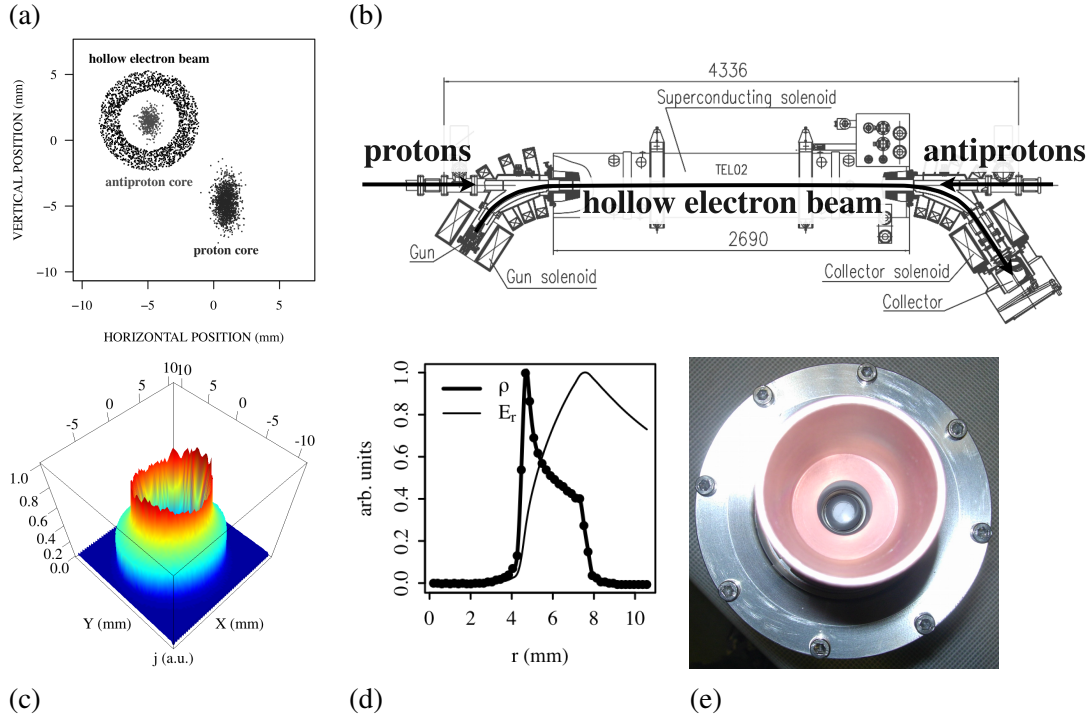 (a)
hollow electron beam
antiproton core
proton core
5
0
−5
−10
VERTICAL POSITION (mm)
−10
−5
0
5
HORIZONTAL POSITION (mm)
(b)
4336
Superconducting solenoid
protons
antiprotons
TEL02
hollow electron beam
2690
Gun
Gun solenoid
Collector solenoid
Collector
10
5
0
-5
10
5
0
-5
-10
1.0
0.8
0.6
0.4
0.2
0.0
Y (mm)
X (mm)
j (a.u.)
(c)
ρ
Er
1.0
0.8
0.6
0.4
0.2
0.0
arb. units
0
2
4
6
8
10
r (mm)
(d)
(e)